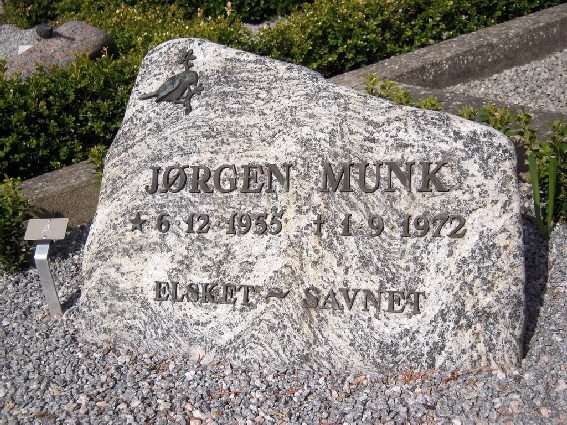 JØRGEN MUNK
★ 6 12 1955 † 1 9 1972
ELSKET ~ SAVNET
A